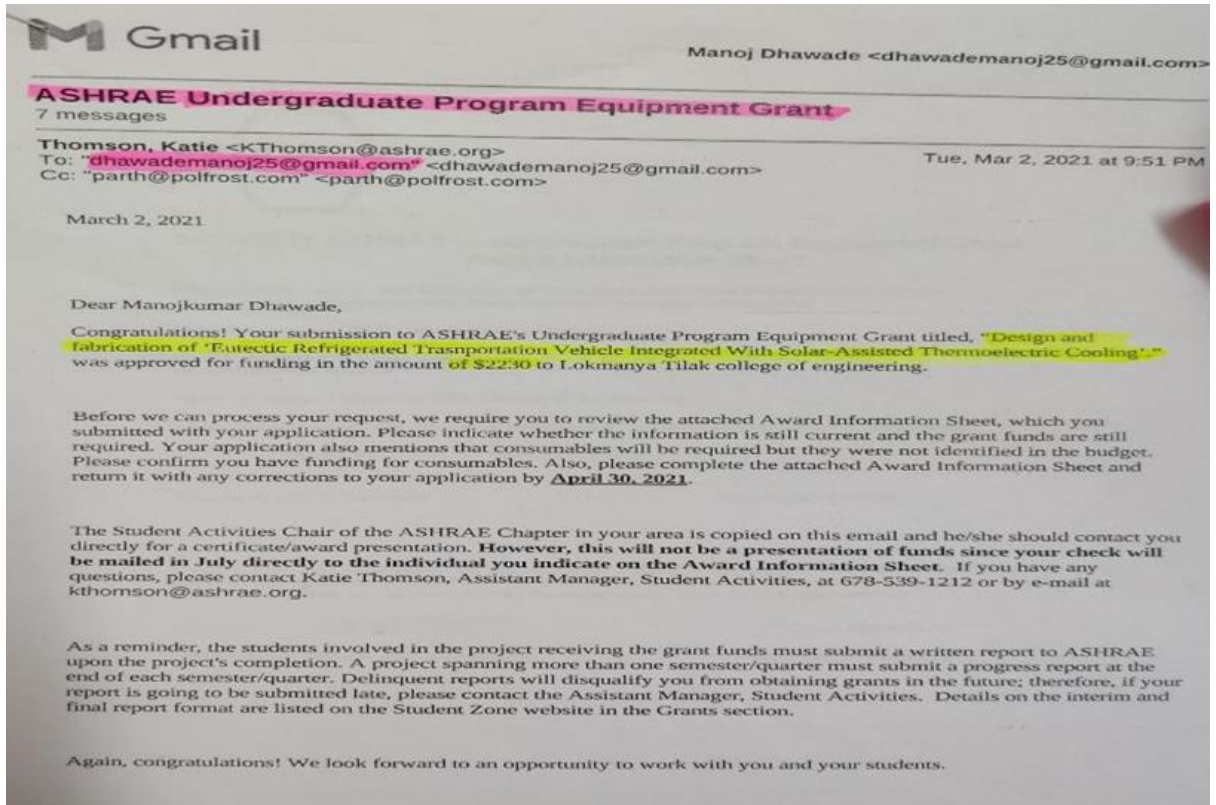 Gmail
Manoj Dhawade <dhawademanoj25@gmail.com>
ASHRAE Undergraduate Program Equipment Grant
7 messages
Thomson, Katie <KThomson@ashrae.org>
Tue, Mar 2, 2021 at 9:51 PM
To: "dhawademanoj25@gmail.com" <dhawademanoj25@gmail.com>
Cc: "parth@polfrost.com" <parth@polfrost.com>
March 2, 2021
Dear Manojkumar Dhawade,
Congratulations! Your submission to ASHRAE's Undergraduate Program Equipment Grant titled, "Design and
fabrication of 'Eutectic Refrigerated Trasnportation Vehicle Integrated With Solar-Assisted Thermoelectric Cooling'."
was approved for funding in the amount of $2230 to Lokmanya Tilak college of engineering.
Before we can process your request, we require you to review the attached Award Information Sheet, which you
submitted with your application. Please indicate whether the information is still current and the grant funds are still
required. Your application also mentions that consumables will be required but they were not identified in the budget.
Please confirm you have funding for consumables. Also, please complete the attached Award Information Sheet and
return it with any corrections to your application by April 30, 2021.
The Student Activities Chair of the ASHRAE Chapter in your area is copied on this email and he/she should contact you
directly for a certificate/award presentation. However, this will not be a presentation of funds since your check will
be mailed in July directly to the individual you indicate on the Award Information Sheet. If you have any
questions, please contact Katie Thomson, Assistant Manager, Student Activities, at 678-539-1212 or by e-mail at
kthomson@ashrae.org.
As a reminder, the students involved in the project receiving the grant funds must submit a written report to ASHRAE
upon the project's completion. A project spanning more than one semester/quarter must submit a progress report at the
end of each semester/quarter. Delinquent reports will disqualify you from obtaining grants in the future; therefore, if your
report is going to be submitted late, please contact the Assistant Manager, Student Activities. Details on the interim and
final report format are listed on the Student Zone website in the Grants section.
Again, congratulations! We look forward to an opportunity to work with you and your students.